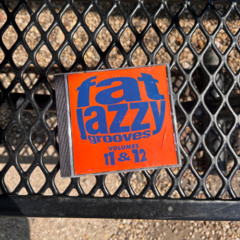 fat
jazzy
grooves
VOLUMES
11 & 12